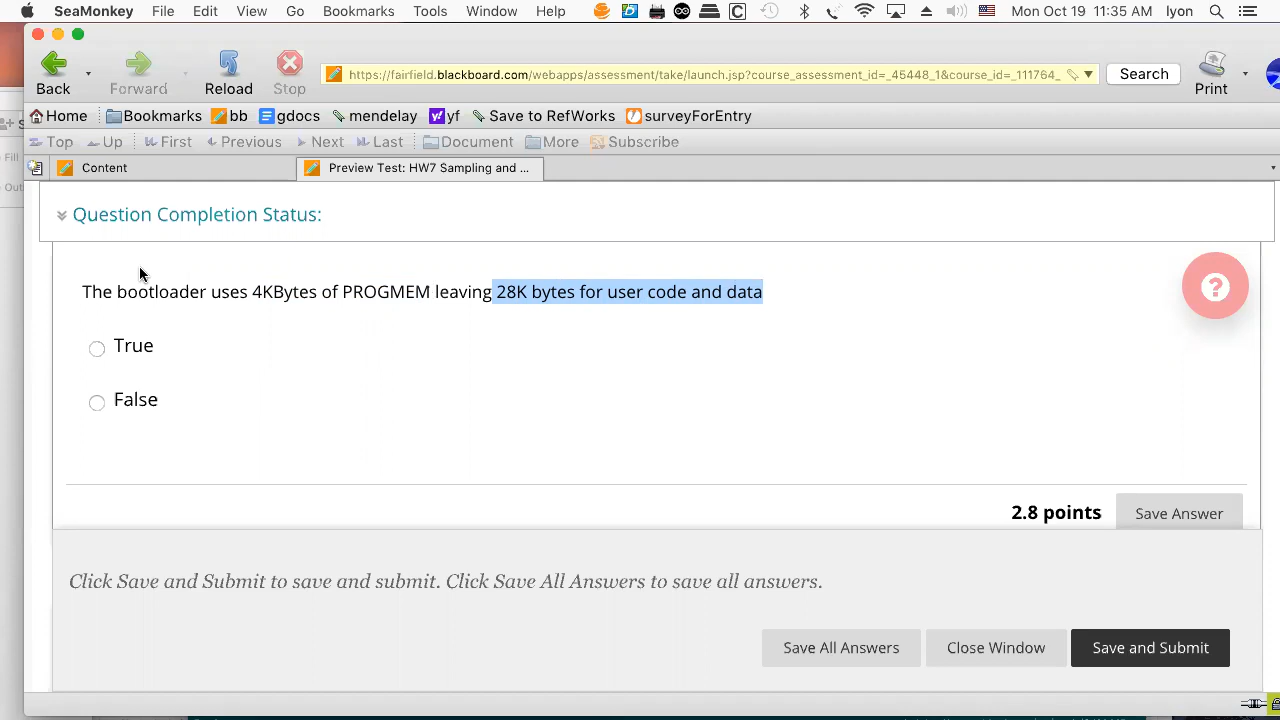 SeaMonkey File Edit View Go Bookmarks Tools Window Help Mon Oct 19 11:35 AM lyon
Back Forward Reload Stop https://fairfield.blackboard.com/webapps/assessment/take/launch.jsp?course_assessment_id=_45448_1&course_id=_111764_ Search Print
Home Bookmarks bb gdocs mendelay yf Save to RefWorks surveyForEntry
Top Up First Previous Next Last Document More Subscribe
Content Preview Test: HW7 Sampling and ...
Fill
Question Completion Status:
The bootloader uses 4KBytes of PROGMEM leaving 28K bytes for user code and data
True
False
2.8 points Save Answer
Click Save and Submit to save and submit. Click Save All Answers to save all answers.
Save All Answers Close Window Save and Submit